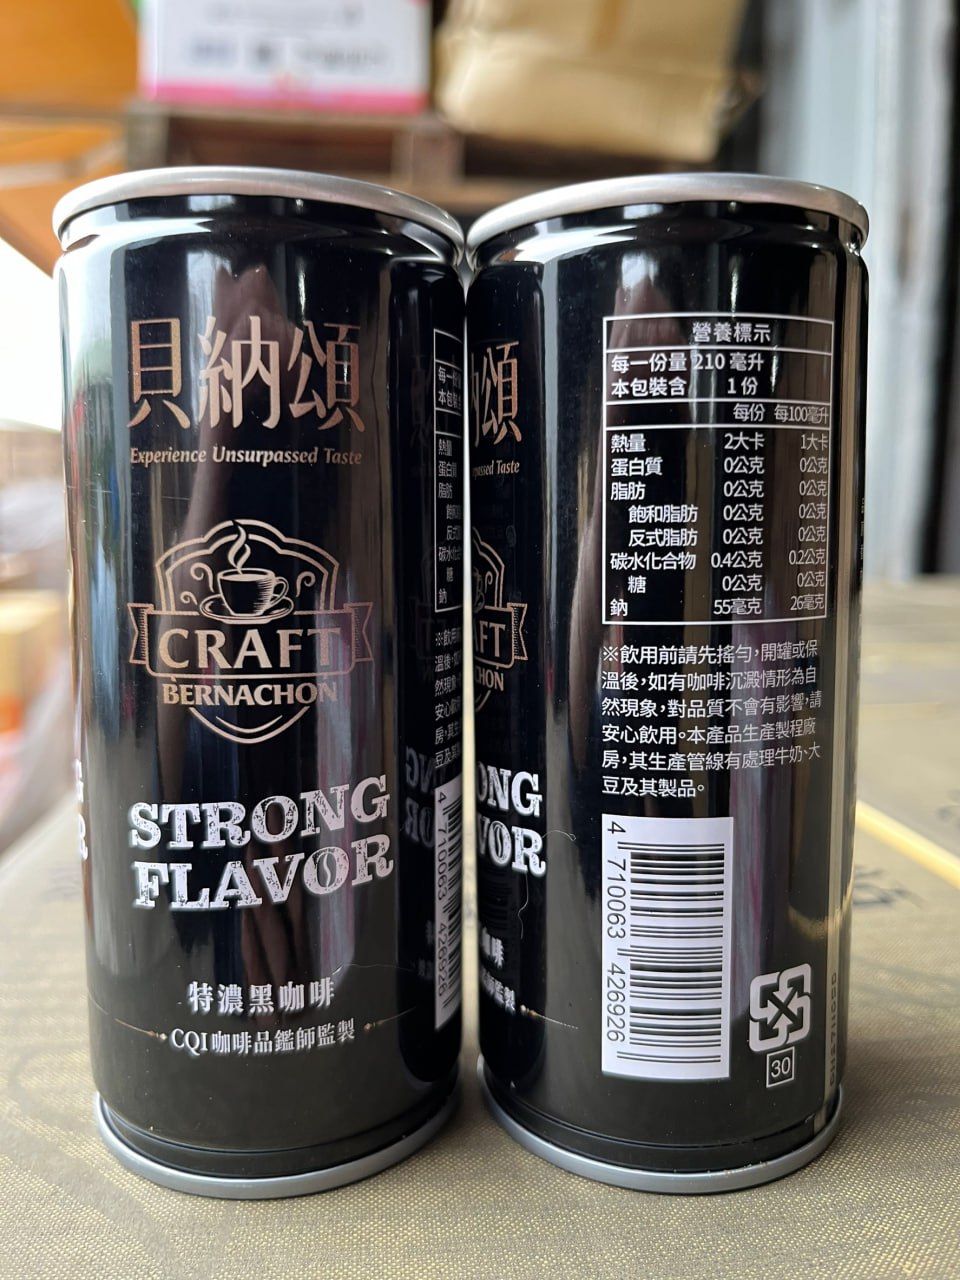 貝納頌
Experience Unsurpassed Taste
CRAFT
BERNACHON
STRONG
FLAVOR
特濃黑咖啡
CQI咖啡品鑑師監製
頌
Taste
營養標示
每一份量 210 毫升
本包裝含 1 份
每份 每100毫升
熱量 2大卡 1大卡
蛋白質 0公克 0公克
脂肪 0公克 0公克
飽和脂肪 0公克 0公克
反式脂肪 0公克 0公克
碳水化合物 0.4公克 0.2公克
糖 0公克 0公克
鈉 55毫克 26毫克
※飲用前請先搖勻,開罐或保
溫後,如有咖啡沉澱情形為自
然現象,對品質不會有影響,請
安心飲用。本產品生產製程廠
房,其生產管線有處理牛奶、大
豆及其製品。
4 710063 426926
30